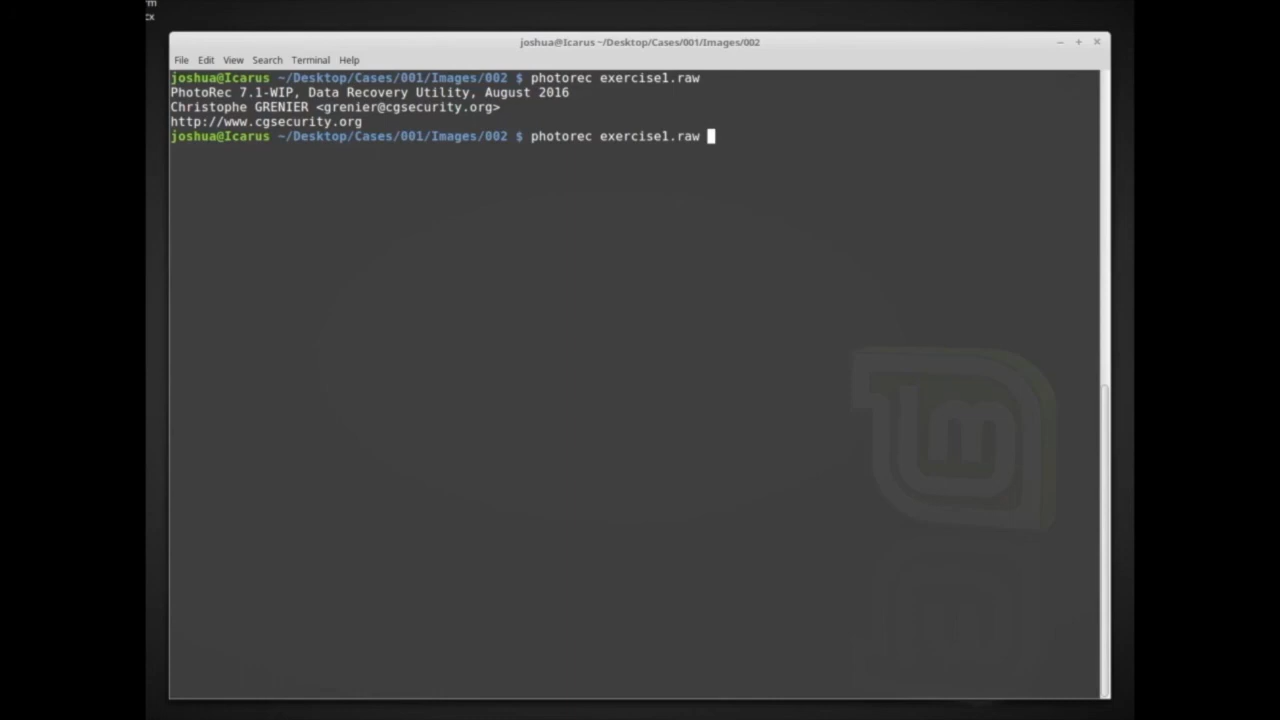 rm
cx
joshua@Icarus ~/Desktop/Cases/001/Images/002
File Edit View Search Terminal Help
joshua@Icarus ~/Desktop/Cases/001/Images/002 $ photorec exercise1.raw
PhotoRec 7.1-WIP, Data Recovery Utility, August 2016
Christophe GRENIER <grenier@cgsecurity.org>
http://www.cgsecurity.org
joshua@Icarus ~/Desktop/Cases/001/Images/002 $ photorec exercise1.raw